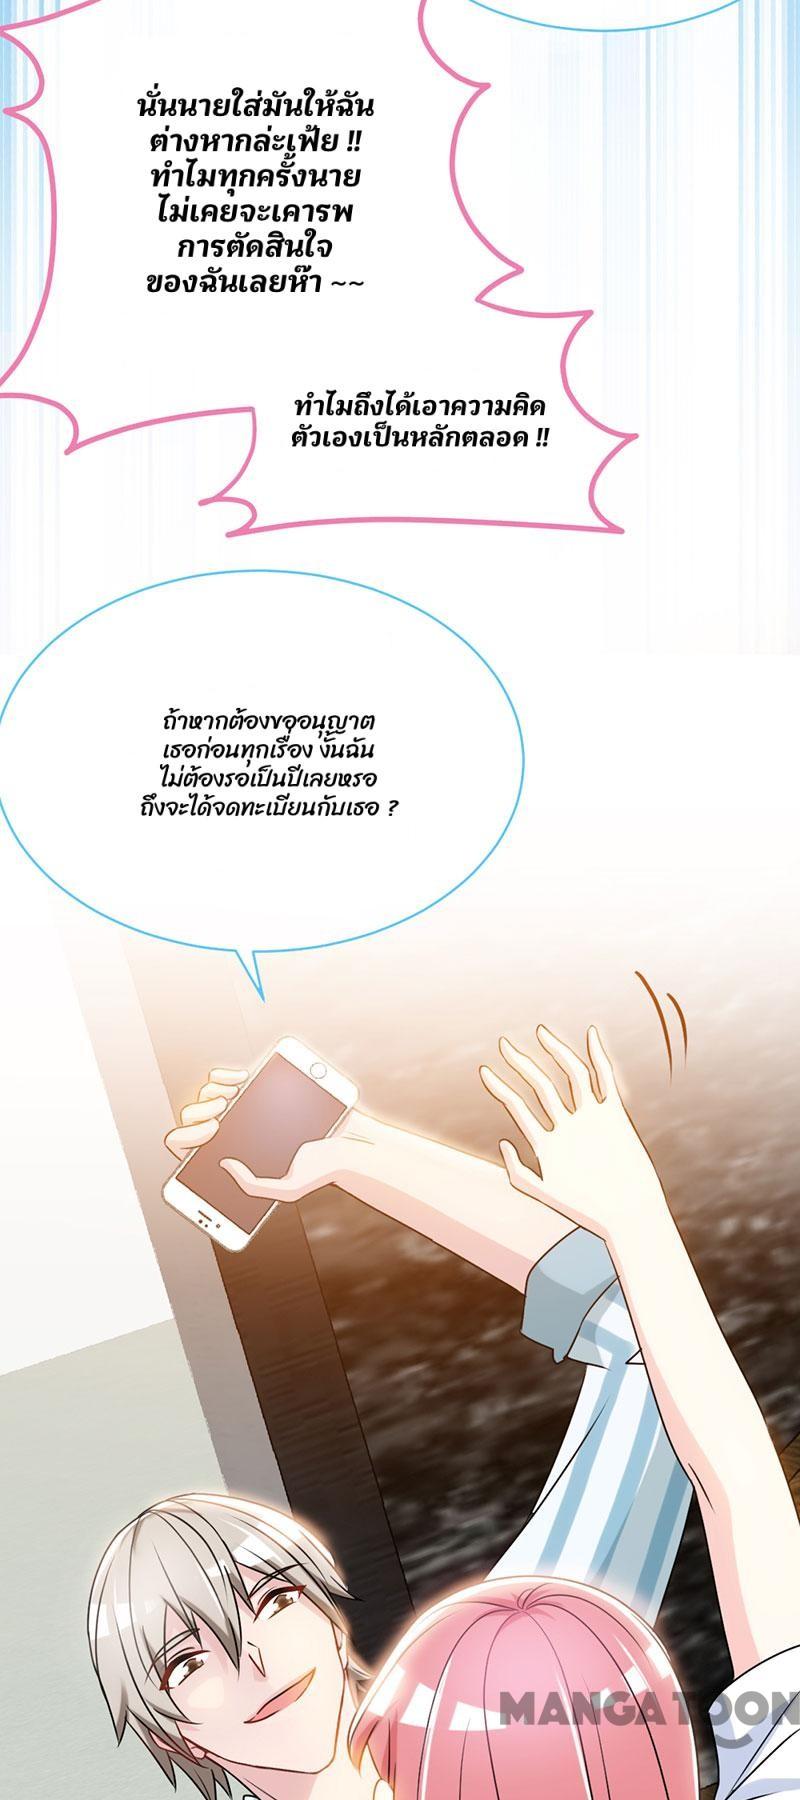 นั่นนายใส่มันให้ฉัน
ต่างหากล่ะเฟ้ย !!
ทำไมทุกครั้งนาย
ไม่เคยจะเคารพ
การตัดสินใจ
ของฉันเลยห๊า ~~
ทำไมถึงได้เอาความคิด
ตัวเองเป็นหลักตลอด !!
ถ้าหากต้องขออนุญาต
เธอก่อนทุกเรื่อง งั้นฉัน
ไม่ต้องรอเป็นปีเลยหรอ
ถึงจะได้จดทะเบียนกับเธอ ?
MANGATOON